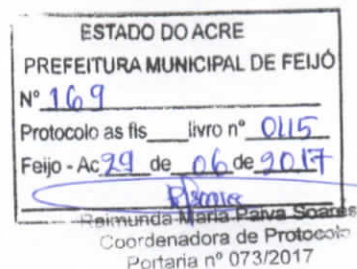 ESTADO DO ACRE
PREFEITURA MUNICIPAL DE FEIJÓ
Nº 169
Protocolo as fls____livro nº 0115
Feijo - Ac 29 de 06 de 2017
Raimunda Maria Paiva Soares
Coordenadora de Protocolo
Portaria nº 073/2017